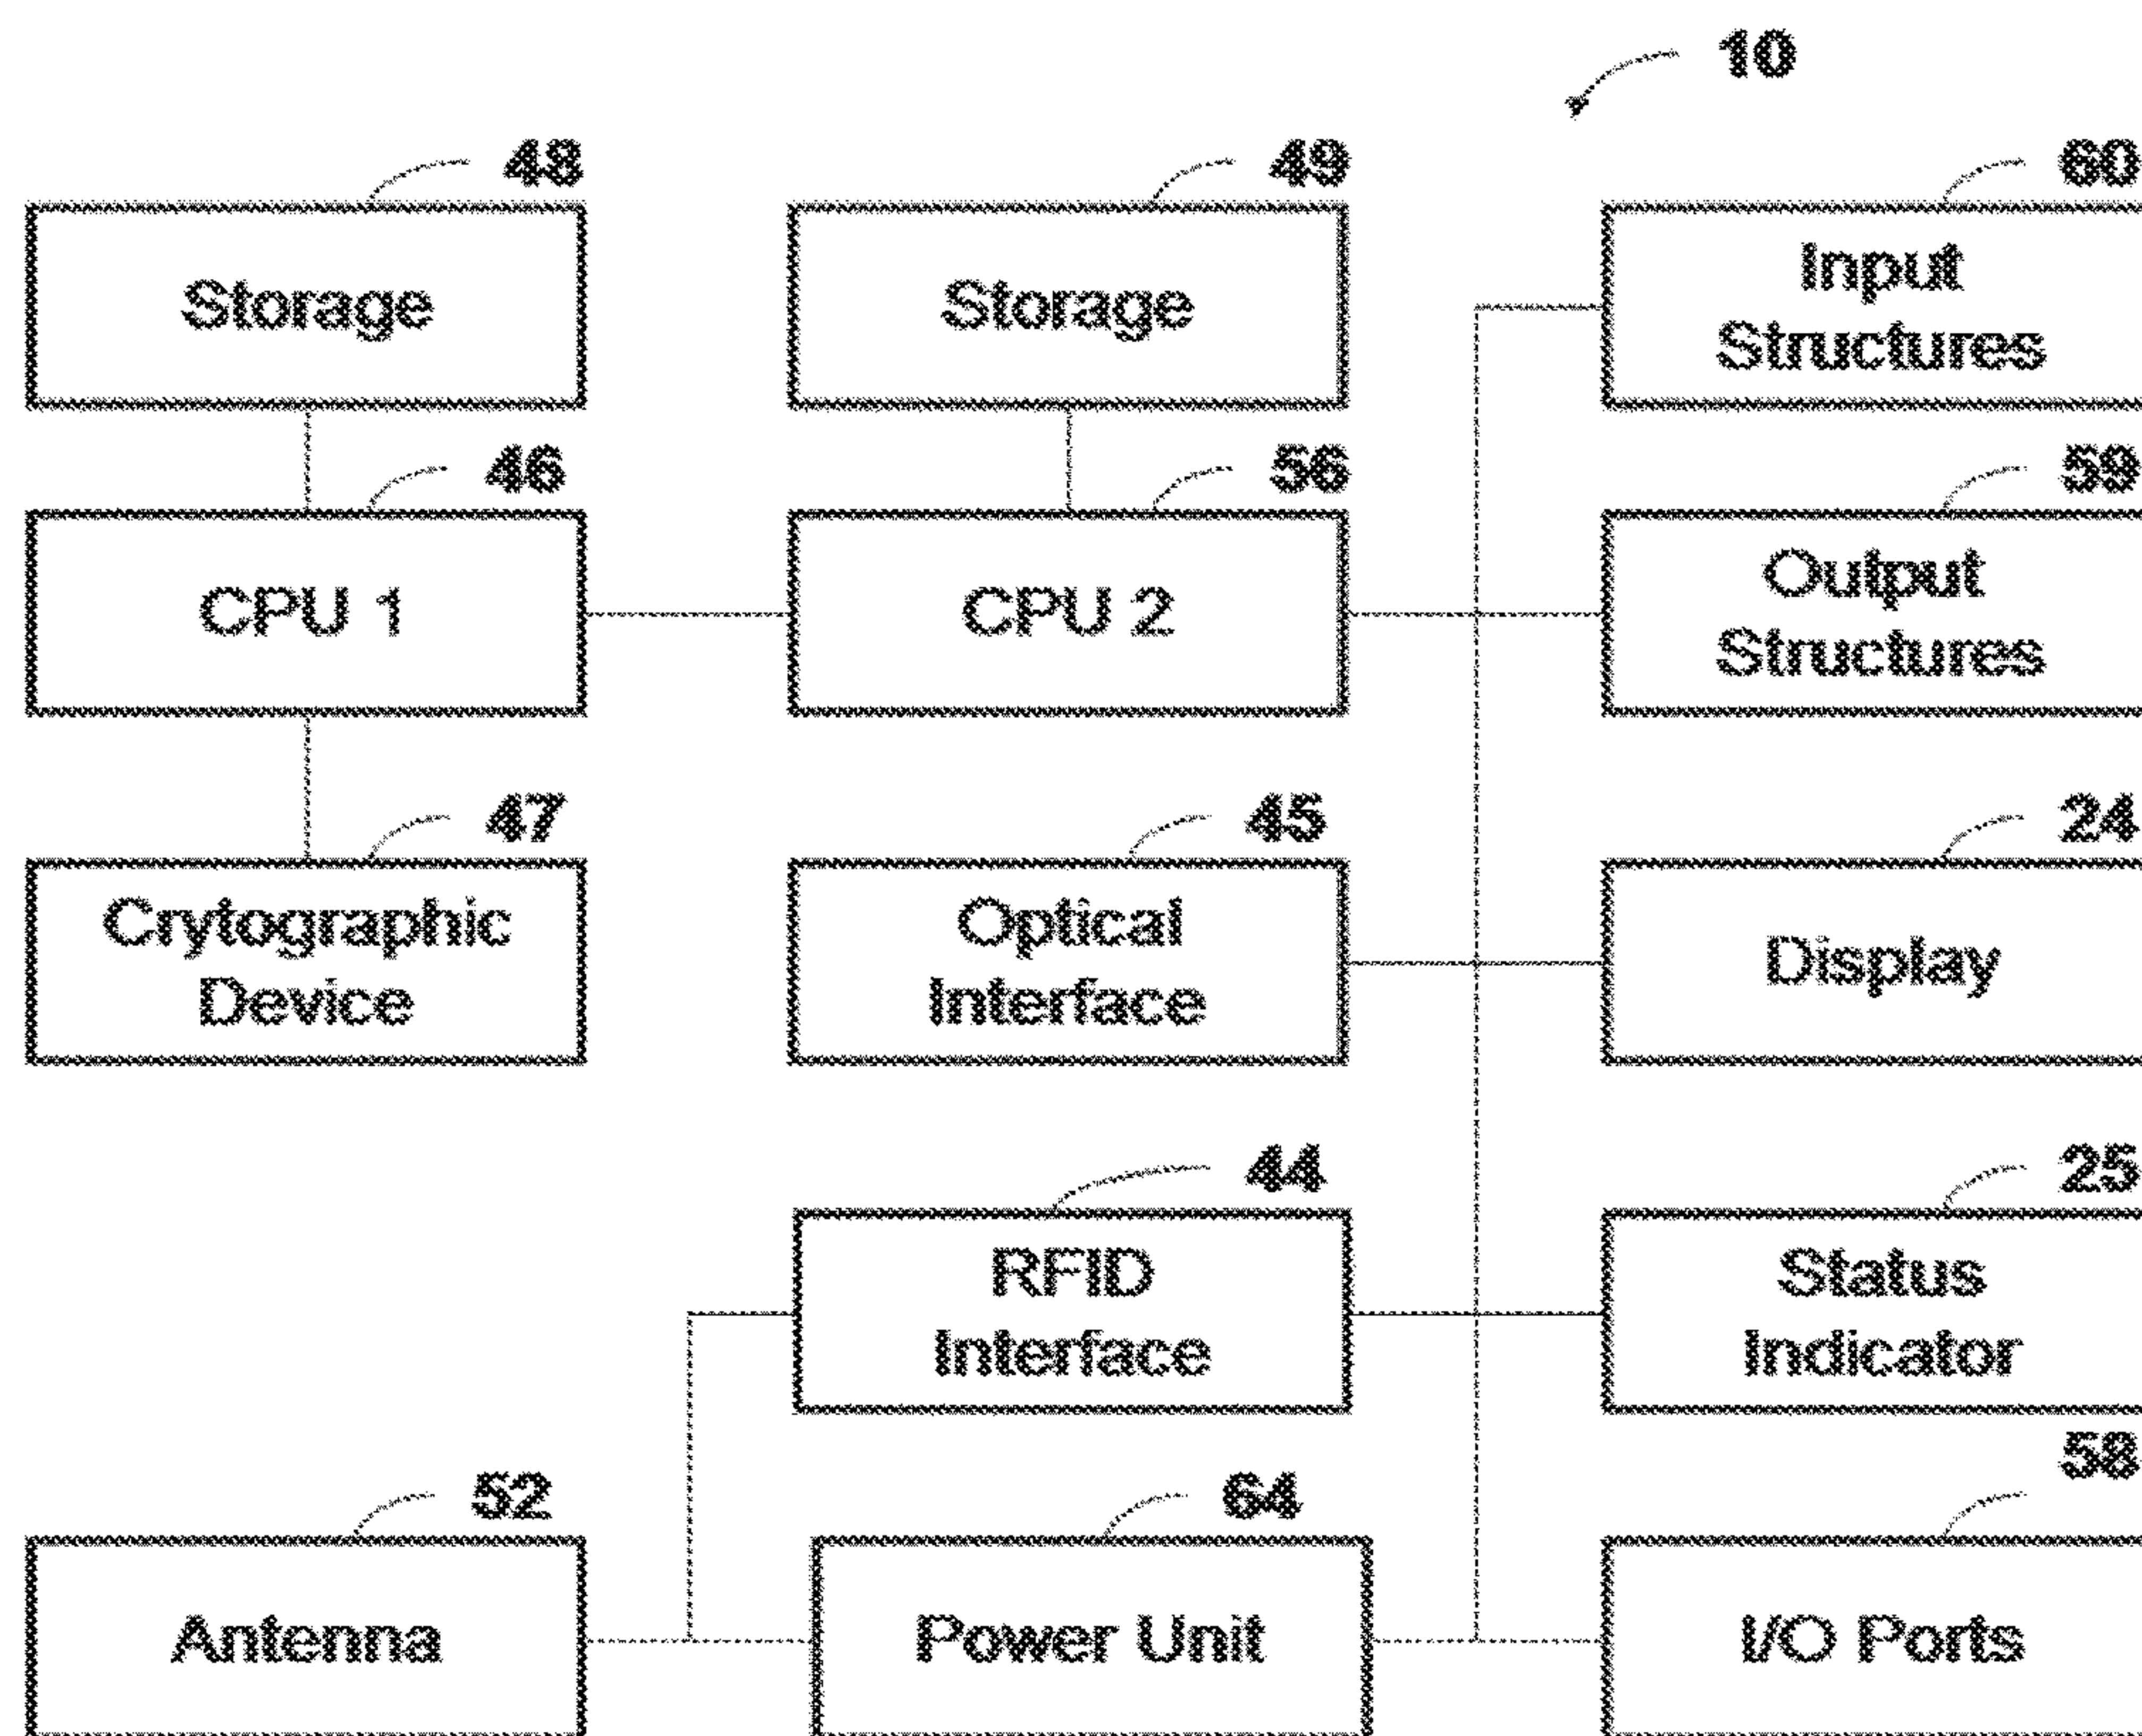 10
48
49
60
Storage
Storage
Input
Structures
46
56
59
CPU 1
CPU 2
Output
Structures
47
45
24
Crytographic
Device
Optical
Interface
Display
44
25
RFID
Interface
Status
Indicator
52
64
58
Antenna
Power Unit
I/O Ports